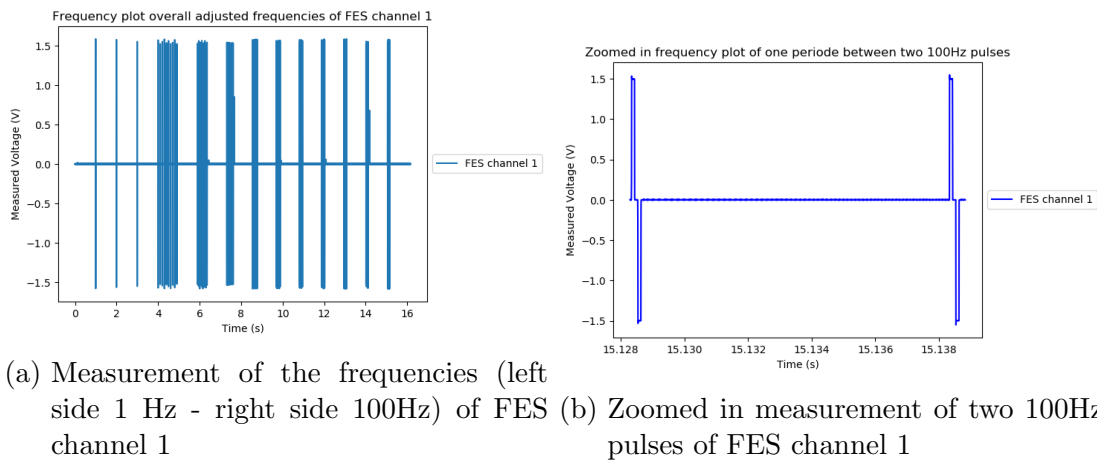 Frequency plot overall adjusted frequencies of FES channel 1
1.5
1.0
0.5
0.0
−0.5
−1.0
−1.5
Measured Voltage (V)
0 2 4 6 8 10 12 14 16
Time (s)
FES channel 1
Zoomed in frequency plot of one periode between two 100Hz pulses
1.5
1.0
0.5
0.0
−0.5
−1.0
−1.5
Measured Voltage (V)
15.128 15.130 15.132 15.134 15.136 15.138
Time (s)
FES channel 1
(a) Measurement of the frequencies (left
side 1 Hz - right side 100Hz) of FES
channel 1
(b) Zoomed in measurement of two 100Hz
pulses of FES channel 1